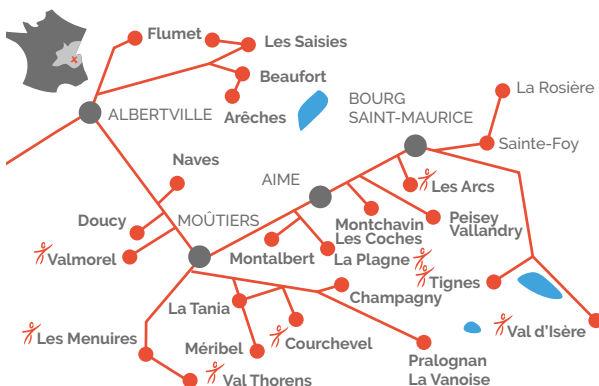 Flumet
Les Saisies
Beaufort
Arêches
ALBERTVILLE
BOURG
SAINT-MAURICE
La Rosière
Sainte-Foy
Naves
AIME
Les Arcs
Doucy
MOÛTIERS
Montchavin
Les Coches
Peisey
Vallandry
Valmorel
Montalbert
La Plagne
Tignes
Champagny
La Tania
Les Menuires
Méribel
Courchevel
Val d'Isère
Val Thorens
Pralognan
La Vanoise